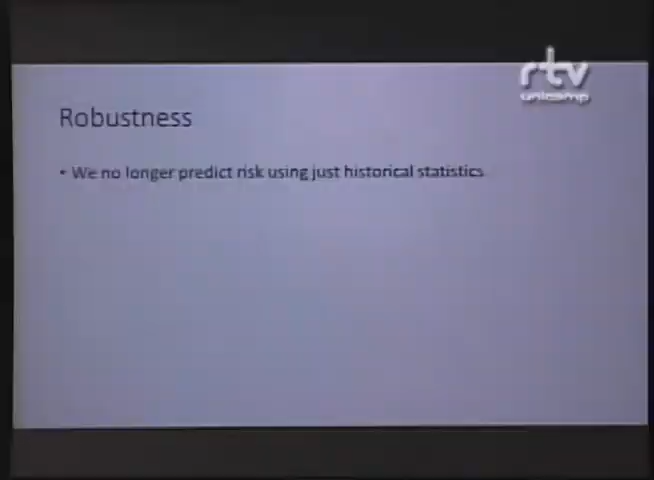 rtv
unicamp
Robustness
• We no longer predict risk using just historical statistics